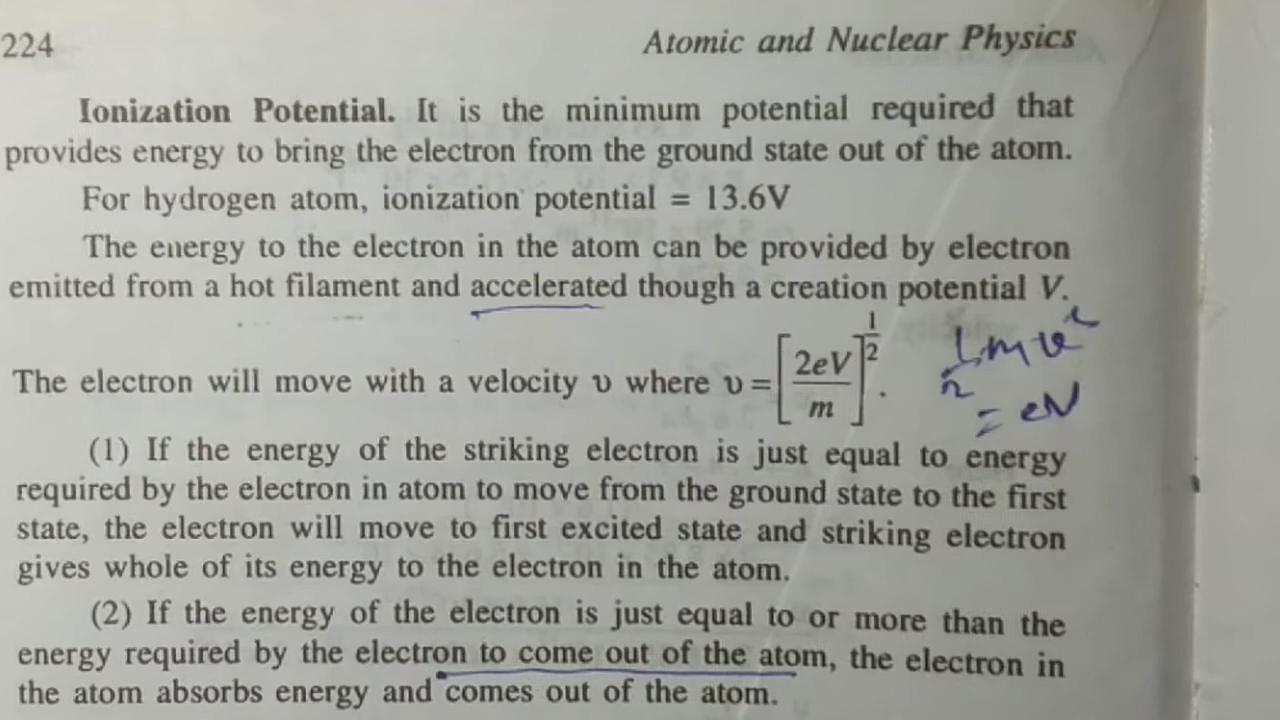 224
Atomic and Nuclear Physics
Ionization Potential. It is the minimum potential required that
provides energy to bring the electron from the ground state out of the atom.
For hydrogen atom, ionization potential = 13.6V
The energy to the electron in the atom can be provided by electron
emitted from a hot filament and accelerated though a creation potential V.
The electron will move with a velocity υ where υ = [2eV/m]^1/2.
1/2 mv²
= eV
(1) If the energy of the striking electron is just equal to energy
required by the electron in atom to move from the ground state to the first
state, the electron will move to first excited state and striking electron
gives whole of its energy to the electron in the atom.
(2) If the energy of the electron is just equal to or more than the
energy required by the electron to come out of the atom, the electron in
the atom absorbs energy and comes out of the atom.